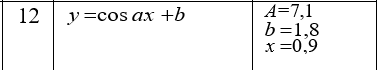 12
y =cos ax +b
A=7,1
b =1,8
x =0,9